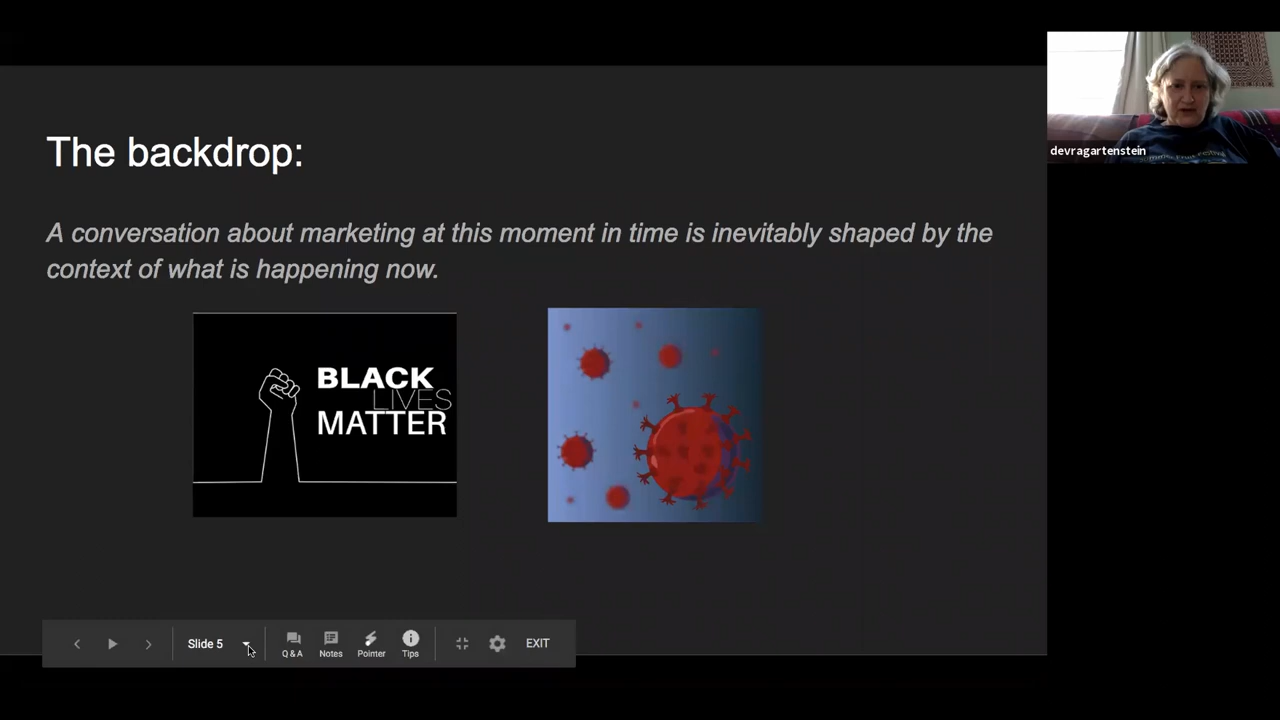 The backdrop:
A conversation about marketing at this moment in time is inevitably shaped by the
context of what is happening now.
BLACK
LIVES
MATTER
devragartenstein
Slide 5
Q & A
Notes
Pointer
Tips
EXIT